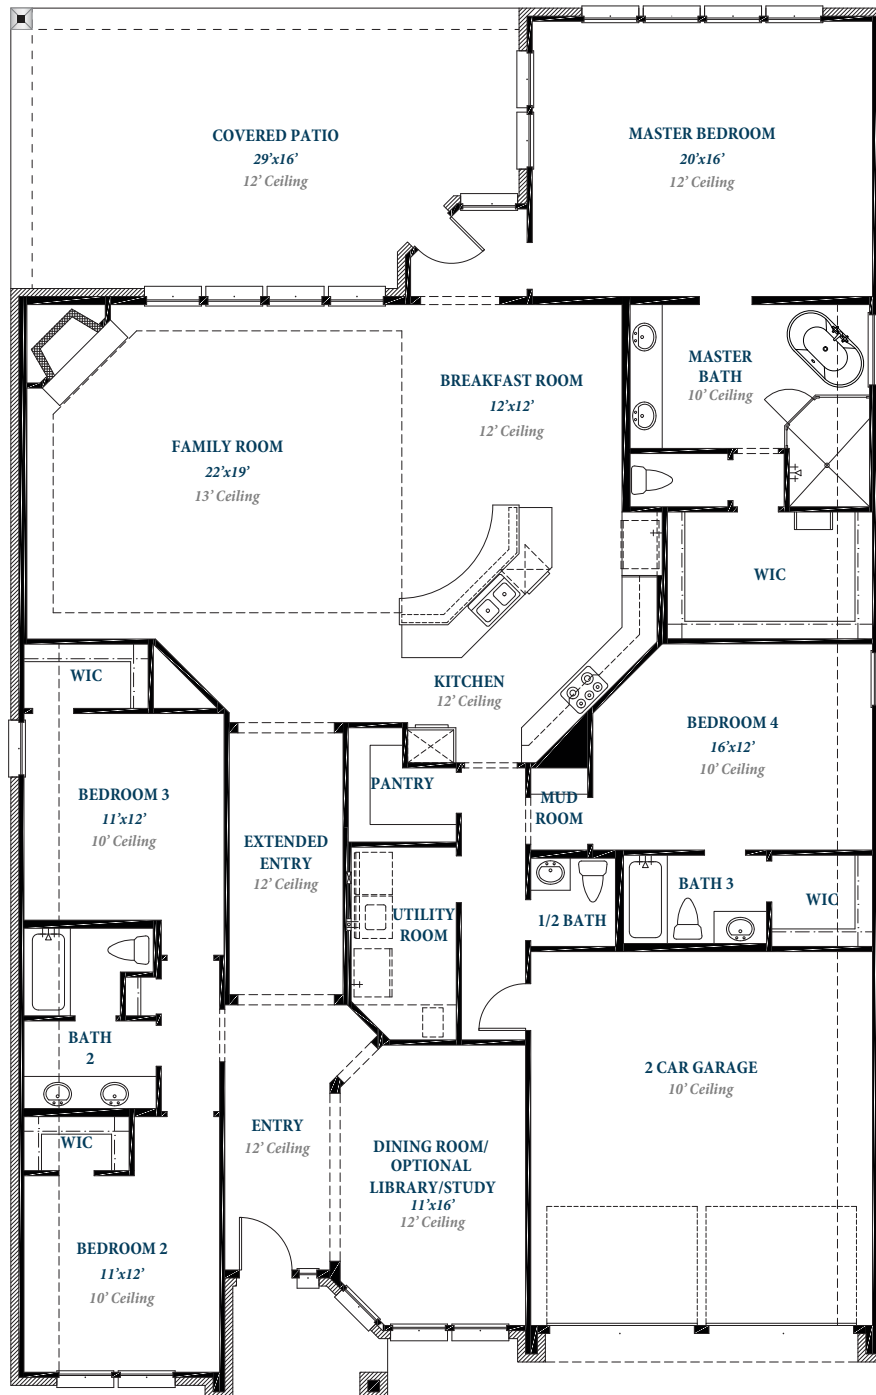 COVERED PATIO
29'x16'
12' Ceiling
MASTER BEDROOM
20'x16'
12' Ceiling
MASTER
BATH
10' Ceiling
BREAKFAST ROOM
12'x12'
12' Ceiling
FAMILY ROOM
22'x19'
13' Ceiling
WIC
WIC
KITCHEN
12' Ceiling
BEDROOM 4
16'x12'
10' Ceiling
BEDROOM 3
11'x12'
10' Ceiling
PANTRY
MUD
ROOM
EXTENDED
ENTRY
12' Ceiling
BATH 3
WIC
UTILITY
ROOM
1/2 BATH
BATH
2
2 CAR GARAGE
10' Ceiling
ENTRY
12' Ceiling
WIC
DINING ROOM/
OPTIONAL
LIBRARY/STUDY
11'x16'
12' Ceiling
BEDROOM 2
11'x12'
10' Ceiling